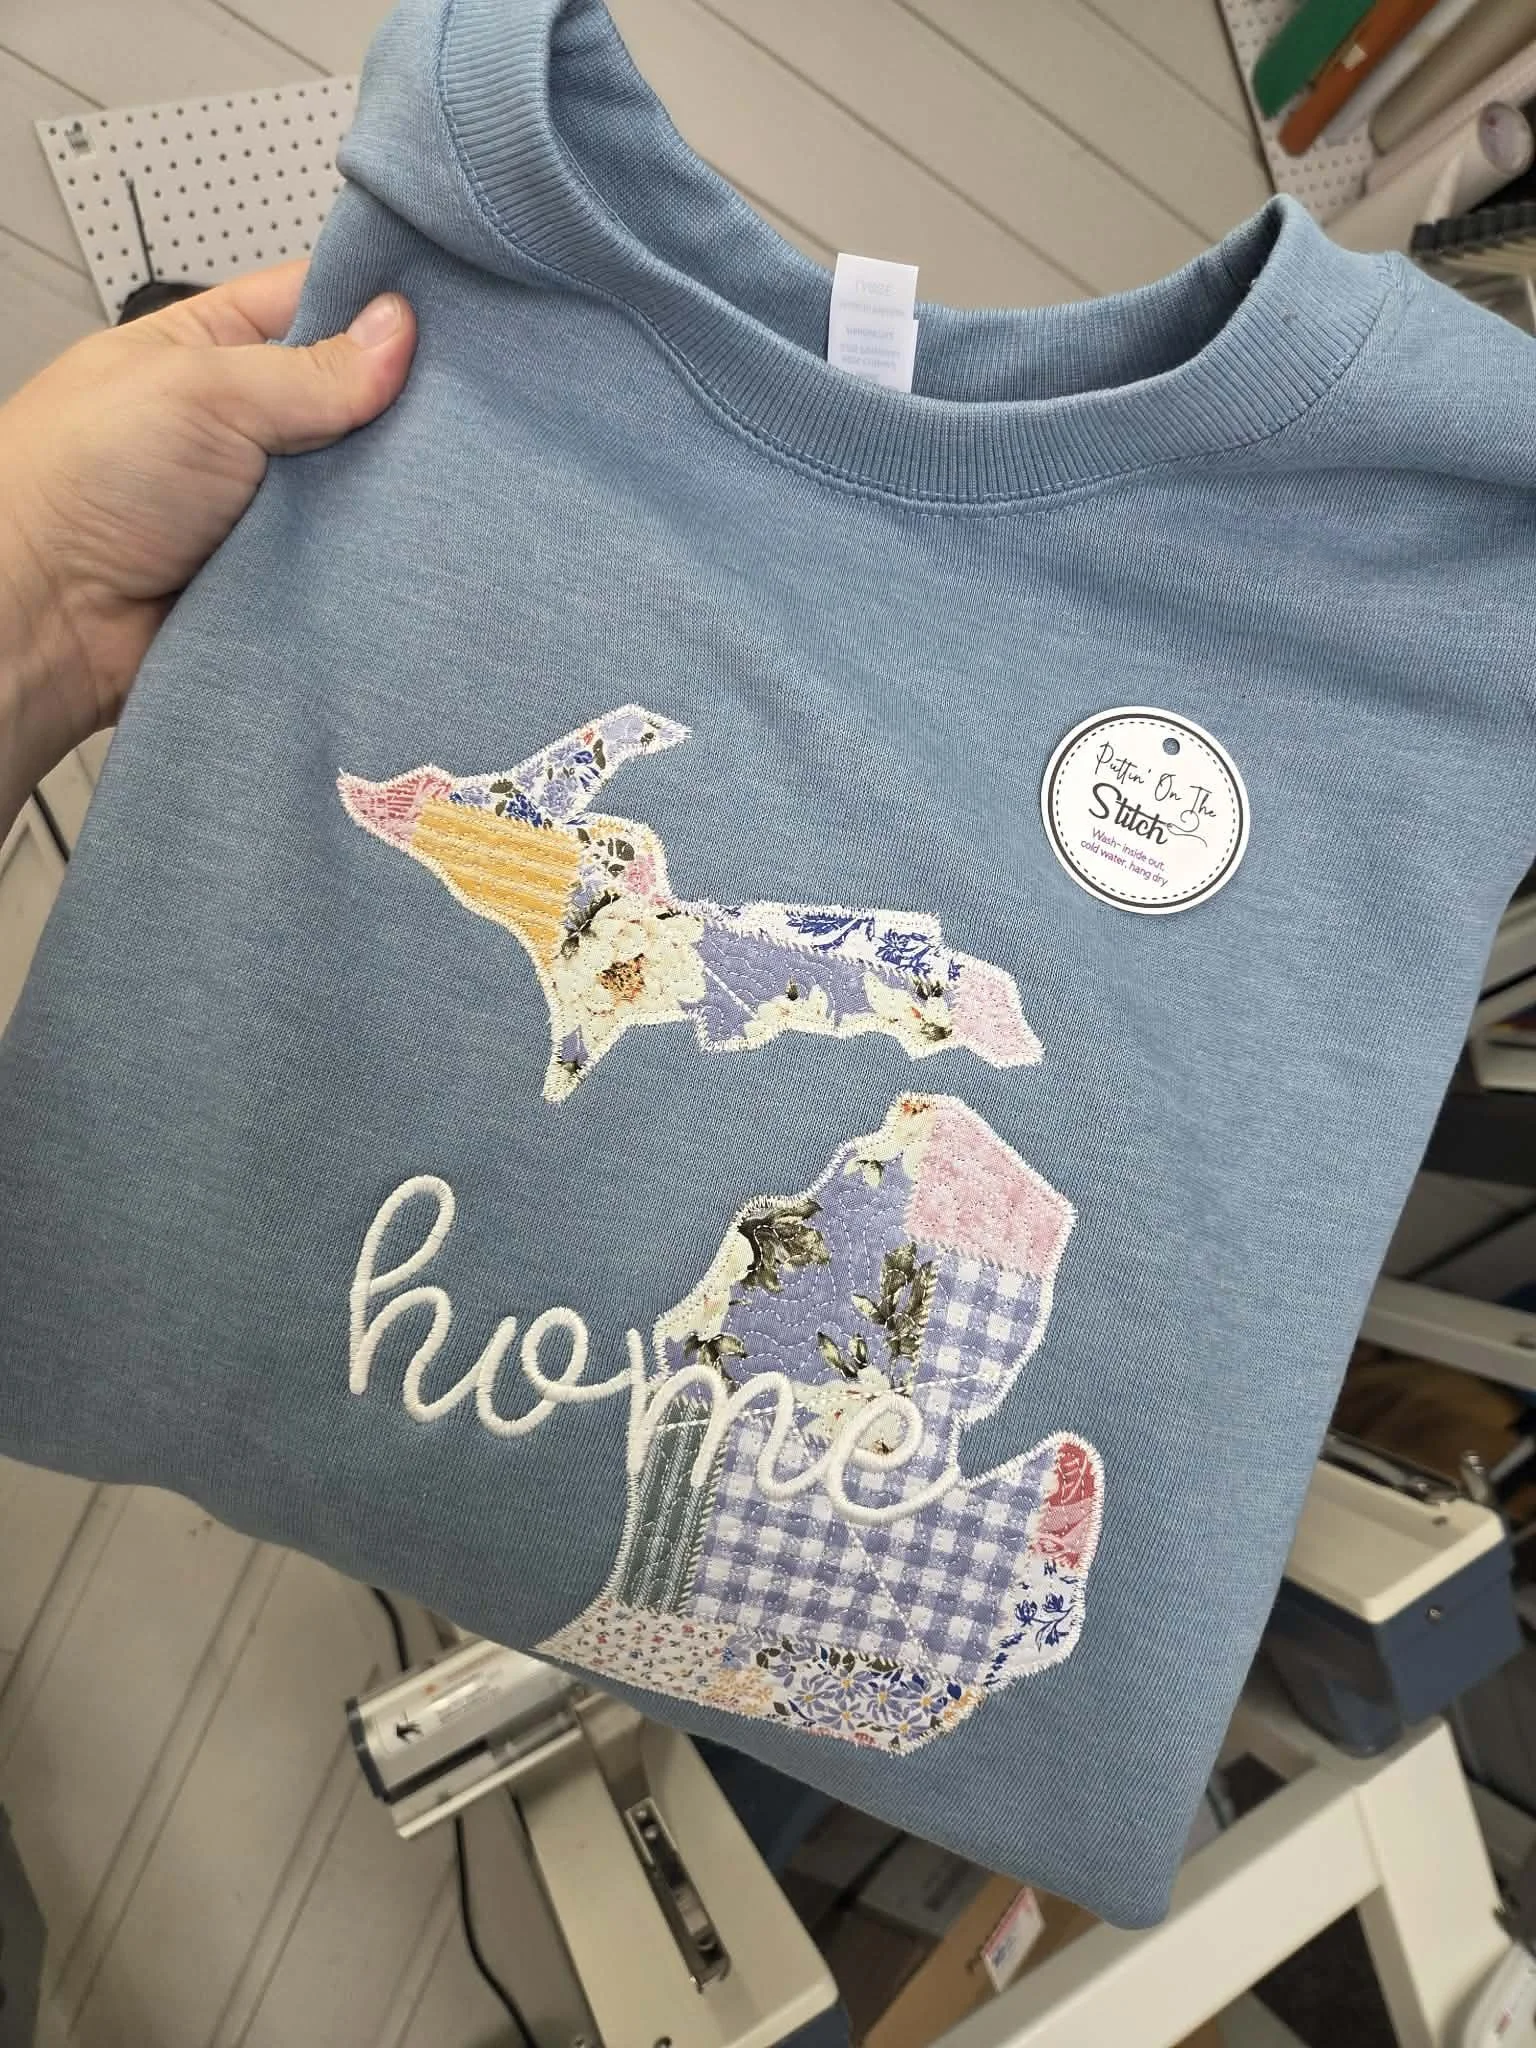 Puttin' On The
Stitch
Wash- inside out,
cold water, hang dry
home